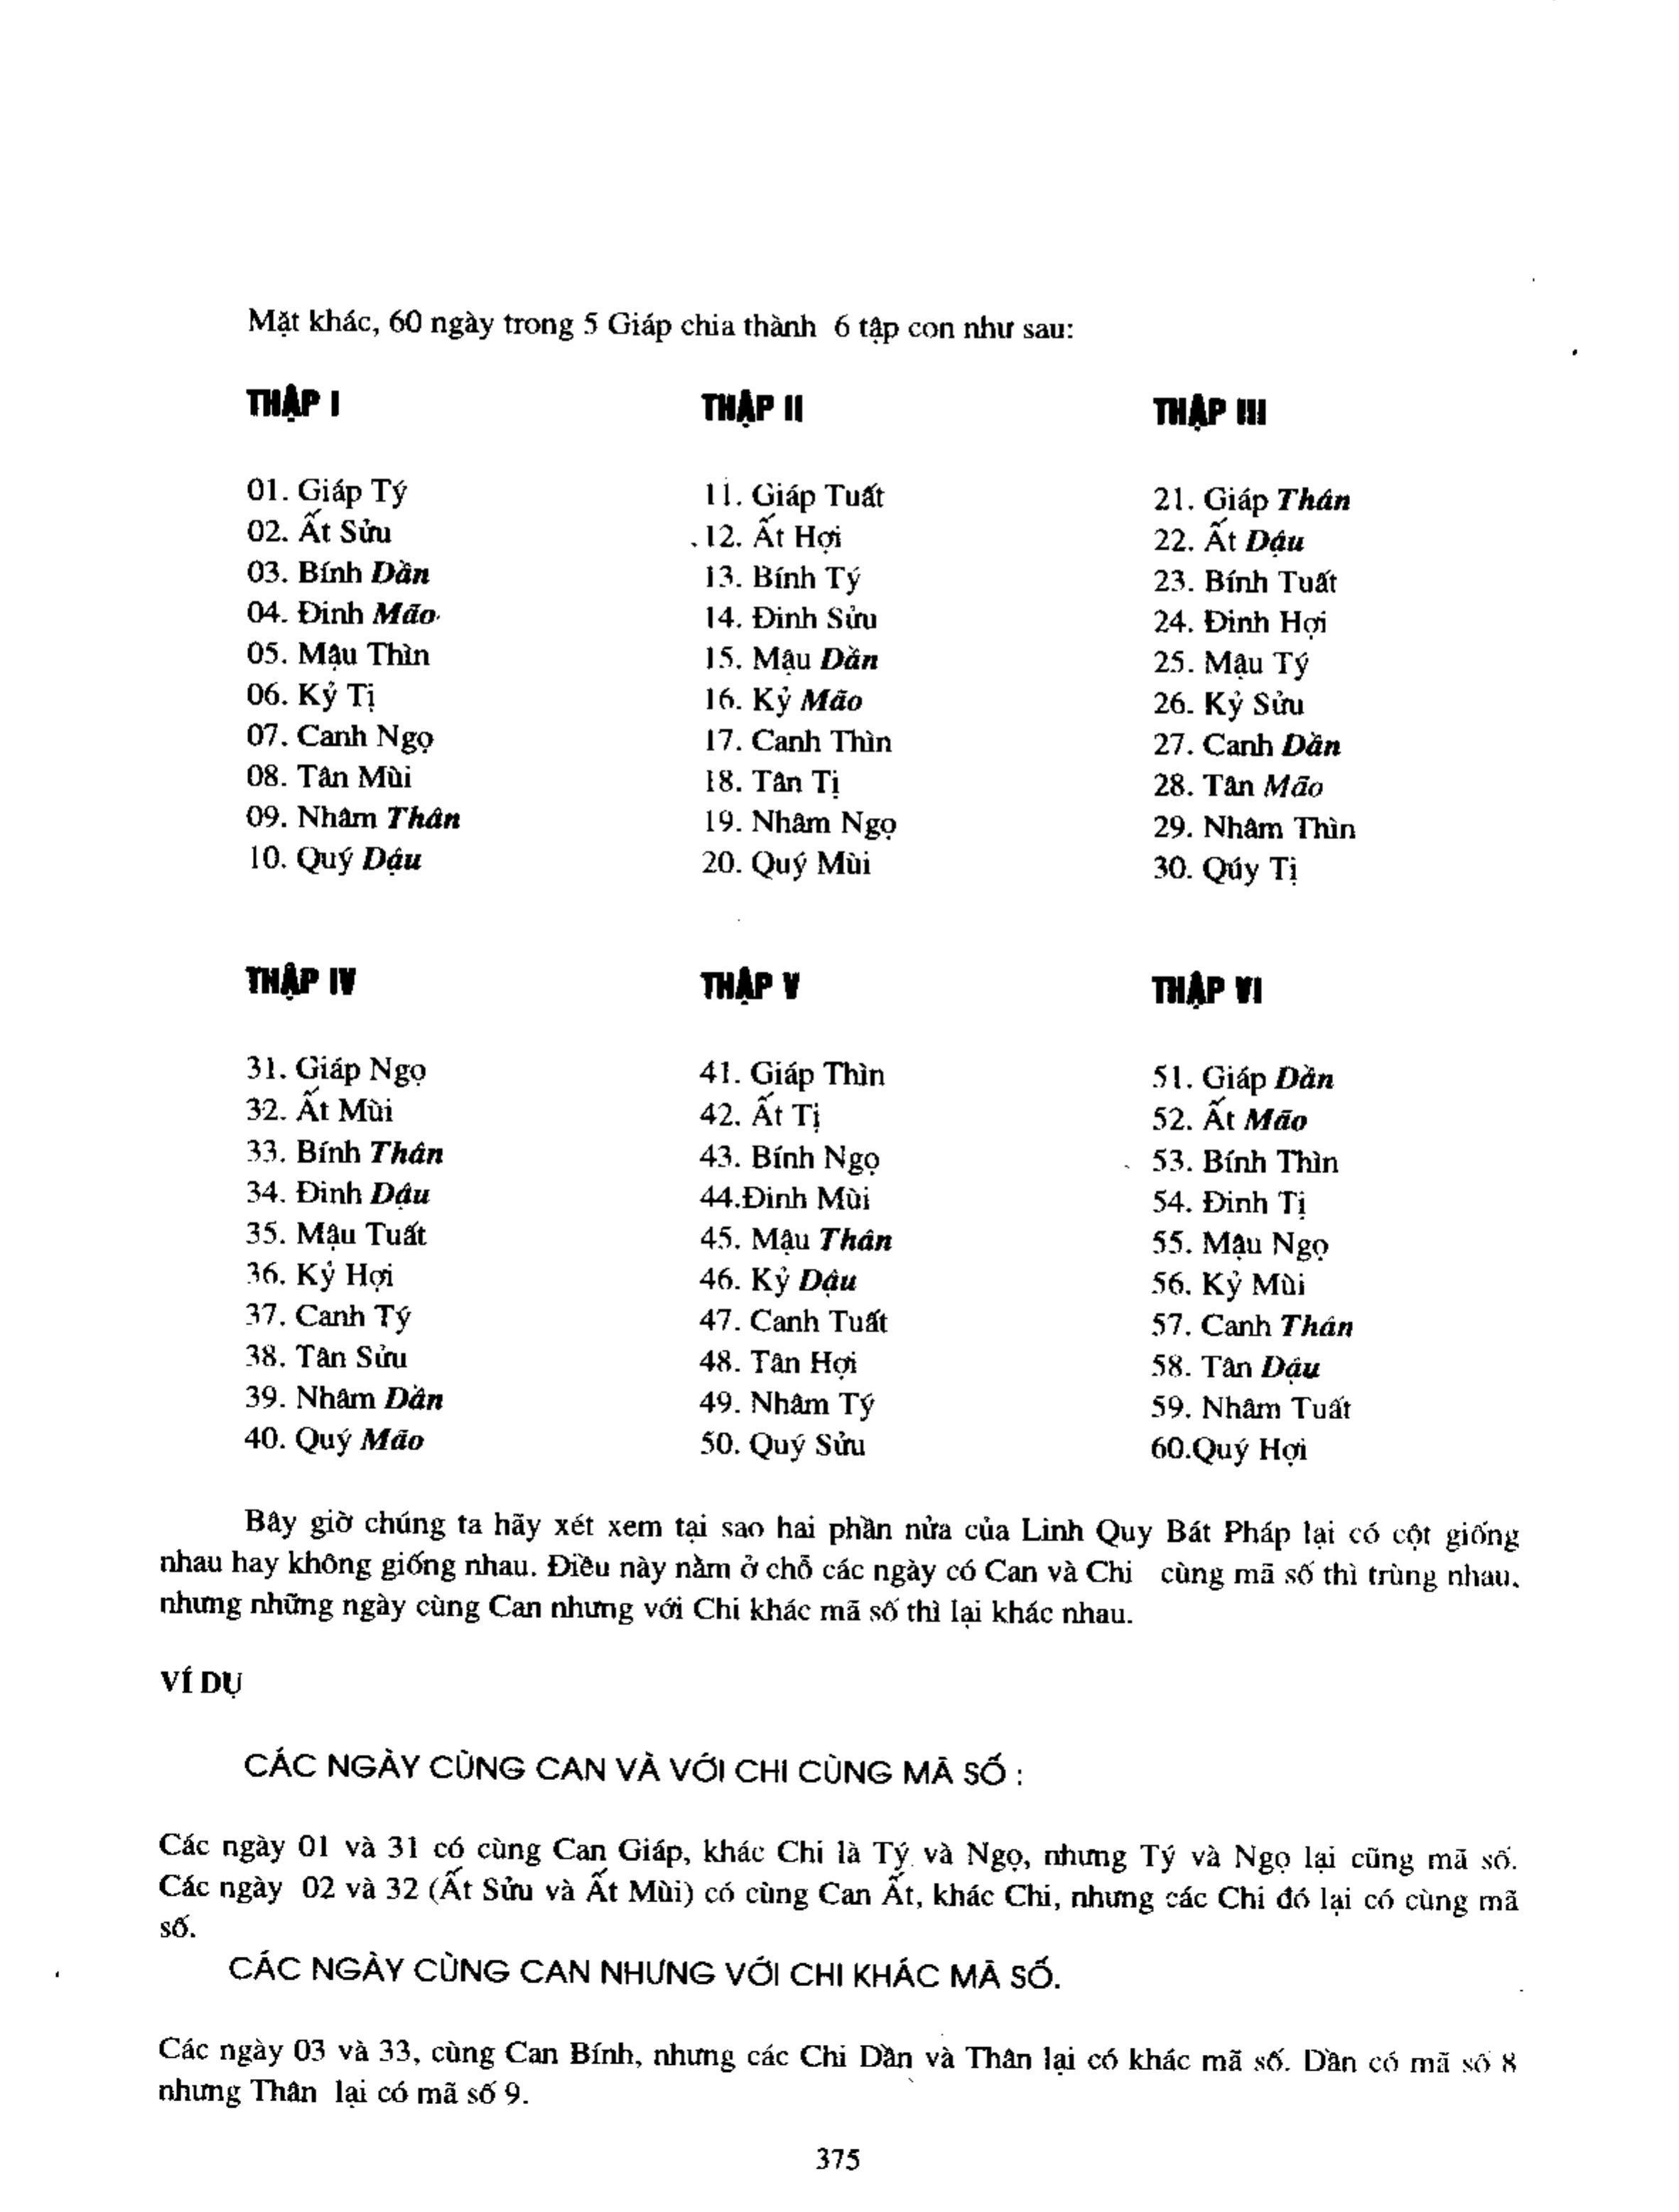 Mặt khác, 60 ngày trong 5 Giáp chia thành 6 tập con như sau:
THẬP I
01. Giáp Tý
02. Ất Sửu
03. Bính Dần
04. Đinh Mão
05. Mậu Thìn
06. Kỷ Tị
07. Canh Ngọ
08. Tân Mùi
09. Nhâm Thân
10. Quý Dậu
THẬP II
11. Giáp Tuất
12. Ất Hợi
13. Bính Tý
14. Đinh Sửu
15. Mậu Dần
16. Kỷ Mão
17. Canh Thìn
18. Tân Tị
19. Nhâm Ngọ
20. Quý Mùi
THẬP III
21. Giáp Thân
22. Ất Dậu
23. Bính Tuất
24. Đinh Hợi
25. Mậu Tý
26. Kỷ Sửu
27. Canh Dần
28. Tân Mão
29. Nhâm Thìn
30. Qúy Tị
THẬP IV
31. Giáp Ngọ
32. Ất Mùi
33. Bính Thân
34. Đinh Dậu
35. Mậu Tuất
36. Kỷ Hợi
37. Canh Tý
38. Tân Sửu
39. Nhâm Dần
40. Quý Mão
THẬP V
41. Giáp Thìn
42. Ất Tị
43. Bính Ngọ
44.Đinh Mùi
45. Mậu Thân
46. Kỷ Dậu
47. Canh Tuất
48. Tân Hợi
49. Nhâm Tý
50. Quý Sửu
THẬP VI
51. Giáp Dần
52. Ất Mão
53. Bính Thìn
54. Đinh Tị
55. Mậu Ngọ
56. Kỷ Mùi
57. Canh Thân
58. Tân Dậu
59. Nhâm Tuất
60.Quý Hợi
Bây giờ chúng ta hãy xét xem tại sao hai phần nửa của Linh Quy Bát Pháp lại có cột giống
nhau hay không giống nhau. Điều này nằm ở chỗ các ngày có Can và Chi cùng mã số thì trùng nhau.
nhưng những ngày cùng Can nhưng với Chi khác mã số thì lại khác nhau.
VÍ DỤ
CÁC NGÀY CÙNG CAN VÀ VỚI CHI CÙNG MÃ SỐ :
Các ngày 01 và 31 có cùng Can Giáp, khác Chi là Tý và Ngọ, nhưng Tý và Ngọ lại cũng mã số.
Các ngày 02 và 32 (Ất Sửu và Ất Mùi) có cùng Can Ất, khác Chi, nhưng các Chi đó lại có cùng mã
số.
CÁC NGÀY CÙNG CAN NHƯNG VỚI CHI KHÁC MÃ SỐ.
Các ngày 03 và 33, cùng Can Bính, nhưng các Chi Dần và Thân lại có khác mã số. Dần có mã số 8
nhưng Thân lại có mã số 9.
375